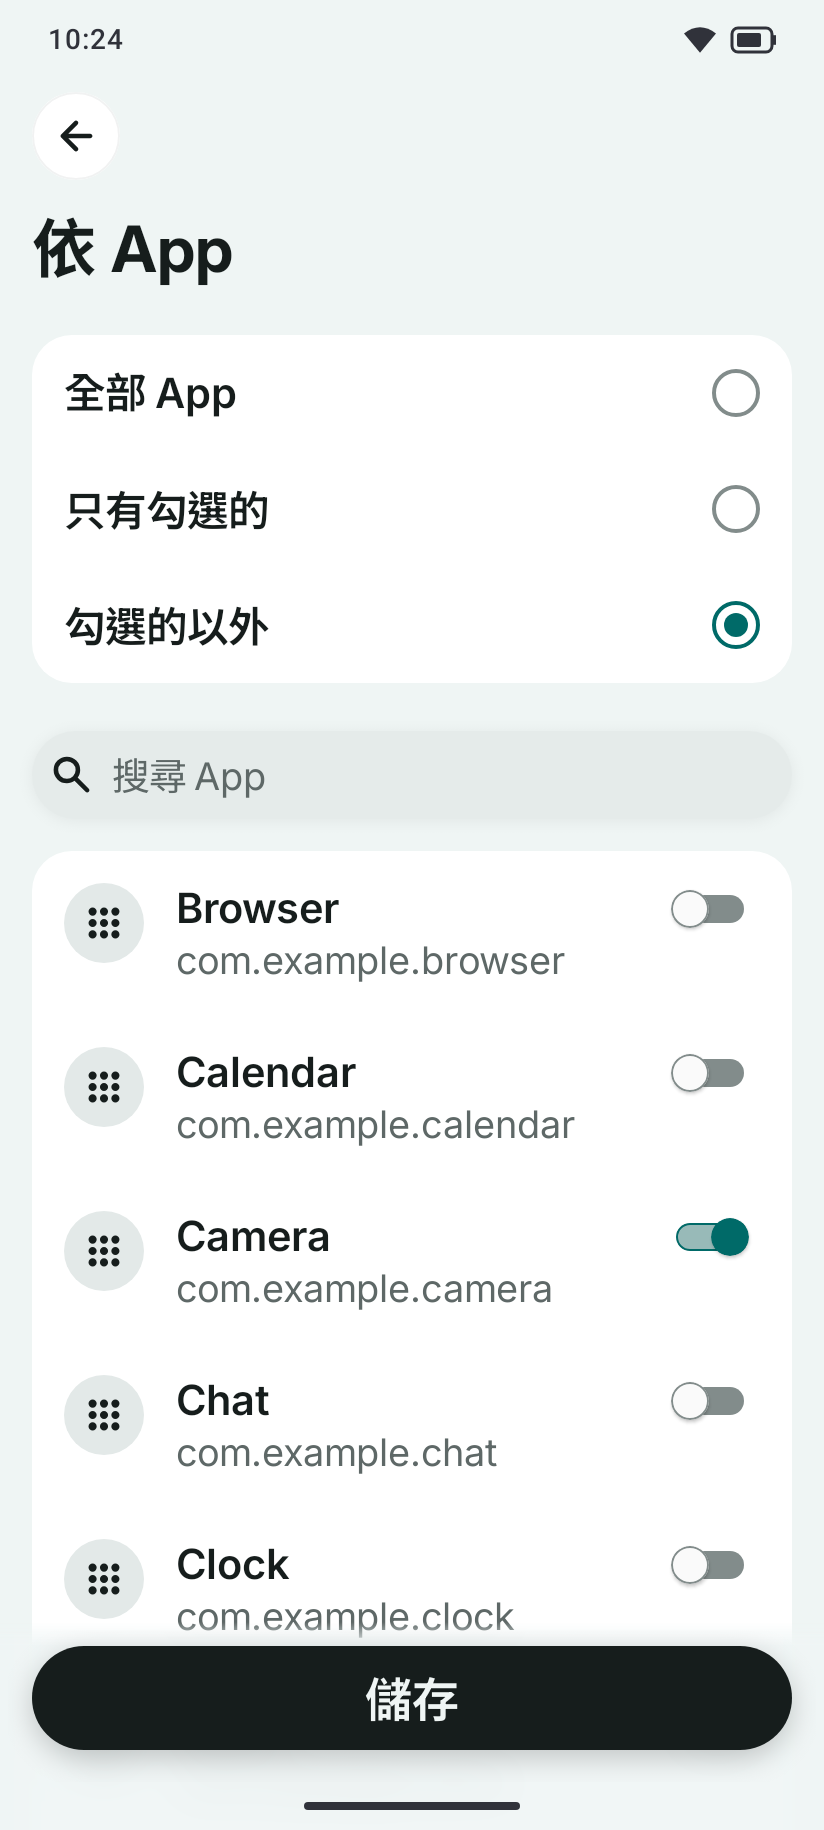 10:24
依 App
全部 App
只有勾選的
勾選的以外
搜尋 App
Browser
com.example.browser
Calendar
com.example.calendar
Camera
com.example.camera
Chat
com.example.chat
Clock
com.example.clock
儲存